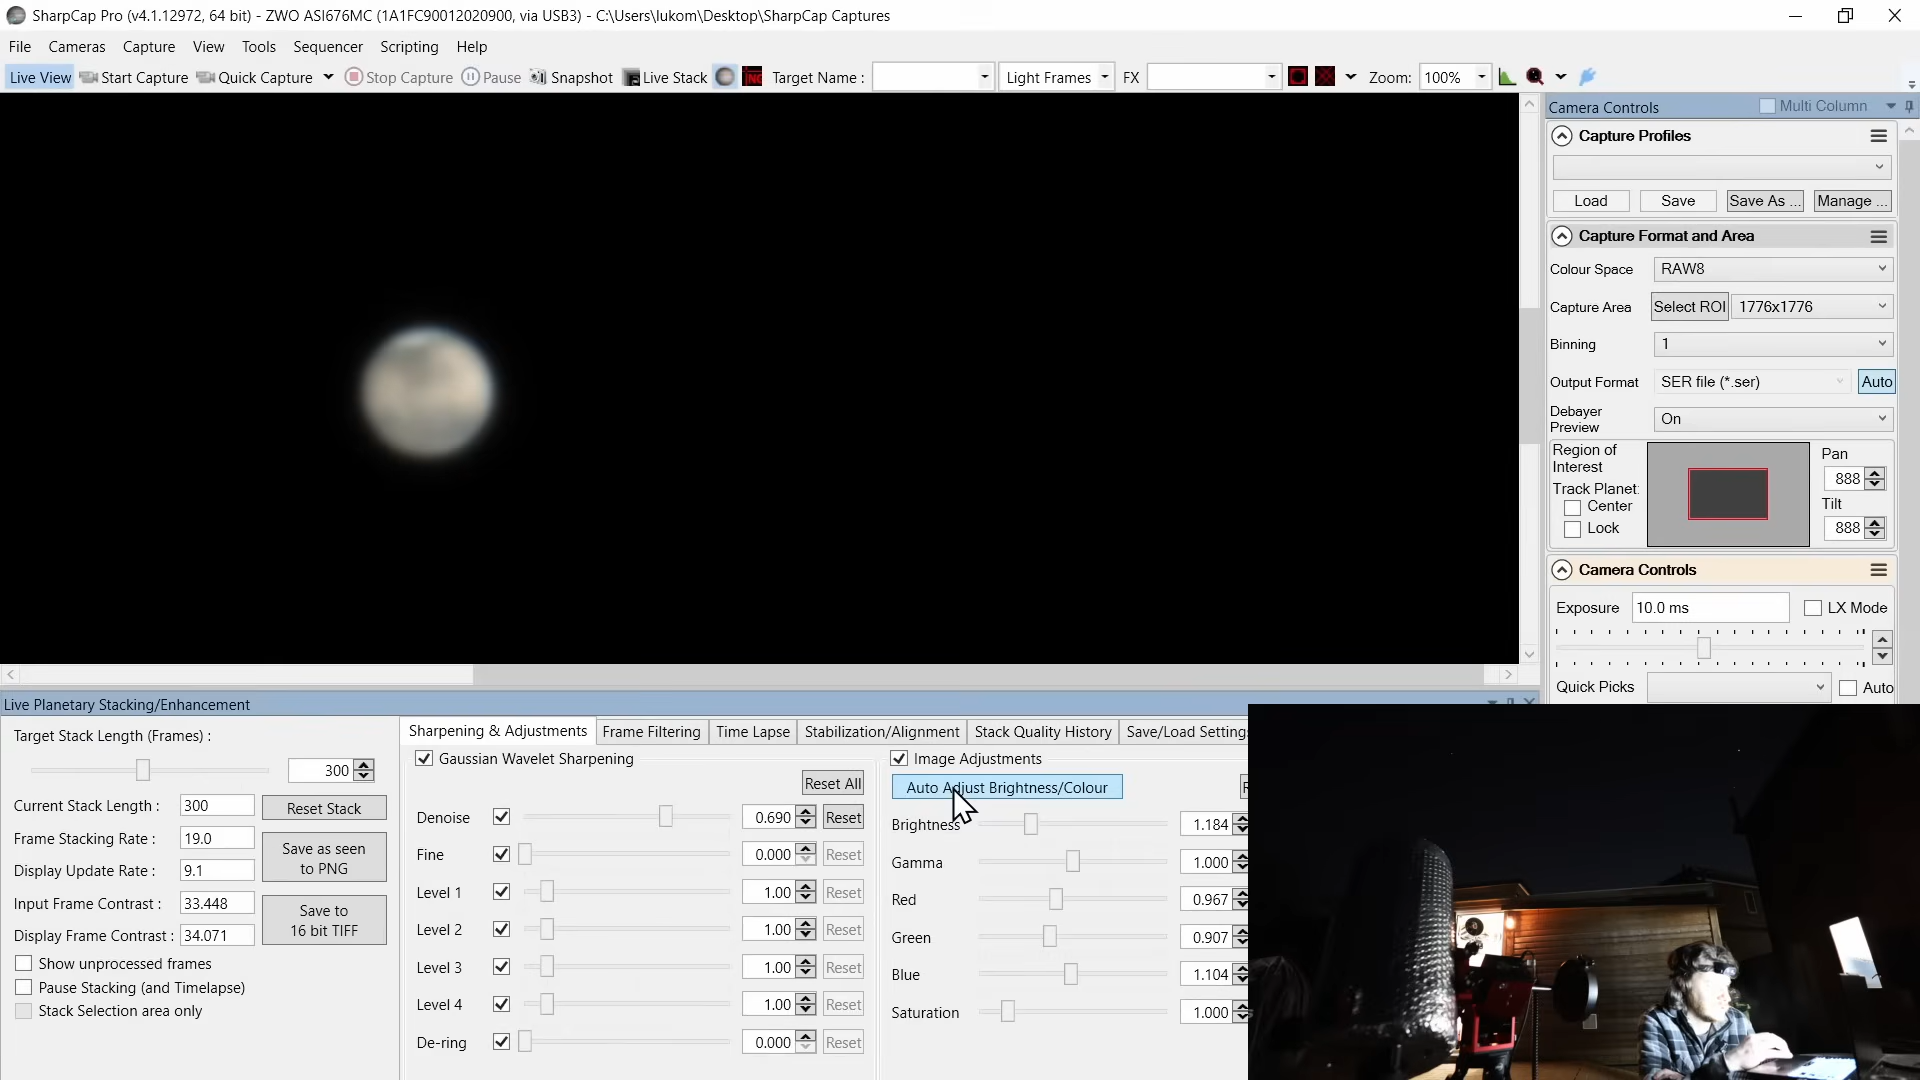 SharpCap Pro (v4.1.12972, 64 bit) - ZWO ASI676MC (1A1FC90012020900, via USB3) - C:\Users\lukom\Desktop\SharpCap Captures
File Cameras Capture View Tools Sequencer Scripting Help
Live View Start Capture Quick Capture Stop Capture Pause Snapshot Live Stack Target Name : Light Frames FX Zoom: 100%
Camera Controls Multi Column
Capture Profiles
Load Save Save As ... Manage ...
Capture Format and Area
Colour Space RAW8
Capture Area Select ROI 1776x1776
Binning 1
Output Format SER file (*.ser) Auto
Debayer Preview On
Region of Interest
Pan
888
Track Planet:
Center
Tilt
Lock
888
Camera Controls
Exposure 10.0 ms LX Mode
Quick Picks Auto
Live Planetary Stacking/Enhancement
Target Stack Length (Frames) :
300
Current Stack Length : 300 Reset Stack
Frame Stacking Rate : 19.0
Save as seen to PNG
Display Update Rate : 9.1
Input Frame Contrast : 33.448
Save to 16 bit TIFF
Display Frame Contrast : 34.071
Show unprocessed frames
Pause Stacking (and Timelapse)
Stack Selection area only
Sharpening & Adjustments Frame Filtering Time Lapse Stabilization/Alignment Stack Quality History Save/Load Settings
Gaussian Wavelet Sharpening
Reset All
Denoise 0.690 Reset
Fine 0.000 Reset
Level 1 1.00 Reset
Level 2 1.00 Reset
Level 3 1.00 Reset
Level 4 1.00 Reset
De-ring 0.000 Reset
Image Adjustments
Auto Adjust Brightness/Colour
Brightness 1.184
Gamma 1.000
Red 0.967
Green 0.907
Blue 1.104
Saturation 1.000